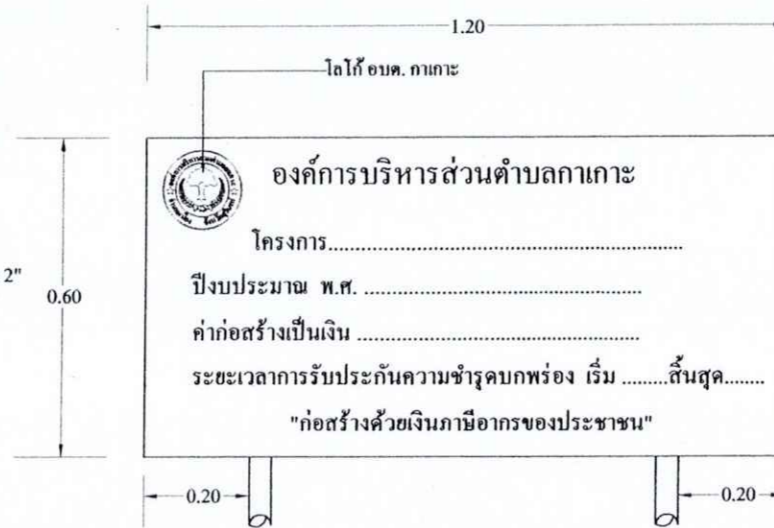 1.20
โลโก้ อบต. กาเกาะ
องค์การบริหารส่วนตำบลกาเกาะ
โครงการ.....................................................................
ปีงบประมาณ พ.ศ. .....................................................
2"
0.60
ค่าก่อสร้างเป็นเงิน ......................................................
ระยะเวลาการรับประกันความชำรุดบกพร่อง เริ่ม .........สิ้นสุด........
"ก่อสร้างด้วยเงินภาษีอากรของประชาชน"
0.20
0.20